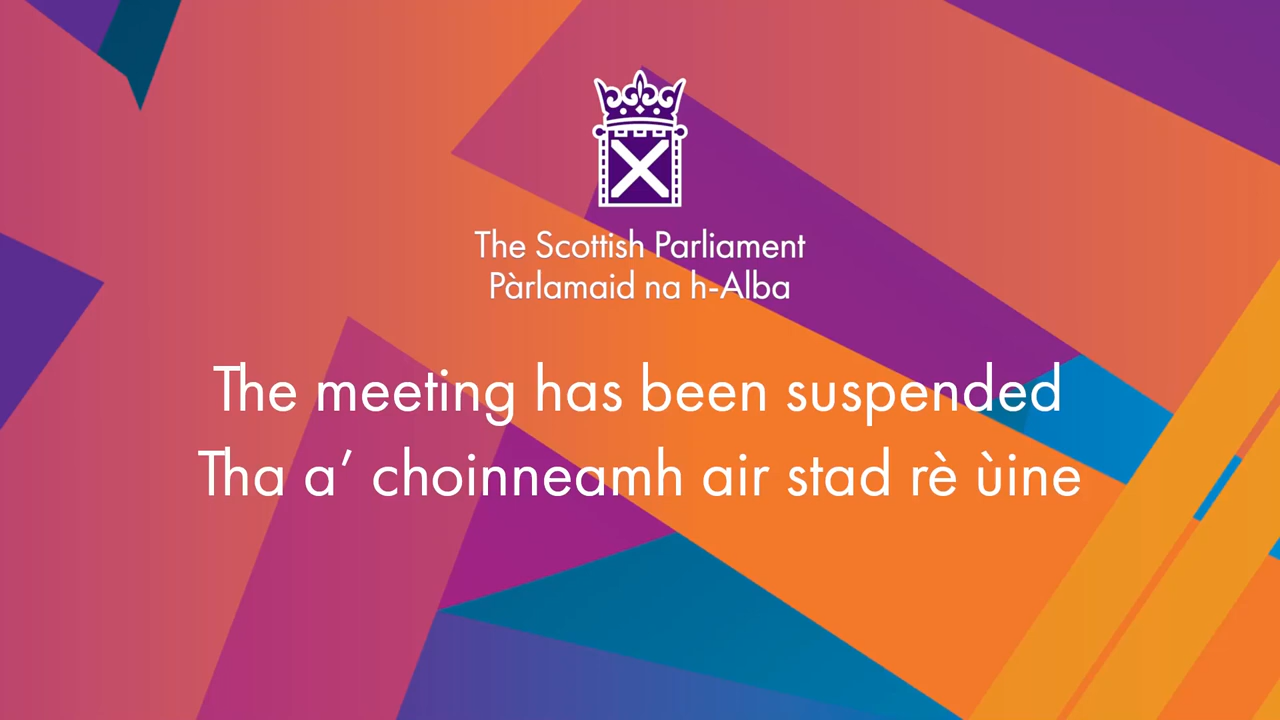 The Scottish Parliament
Pàrlamaid na h-Alba
The meeting has been suspended
Tha a’ choinneamh air stad rè ùine